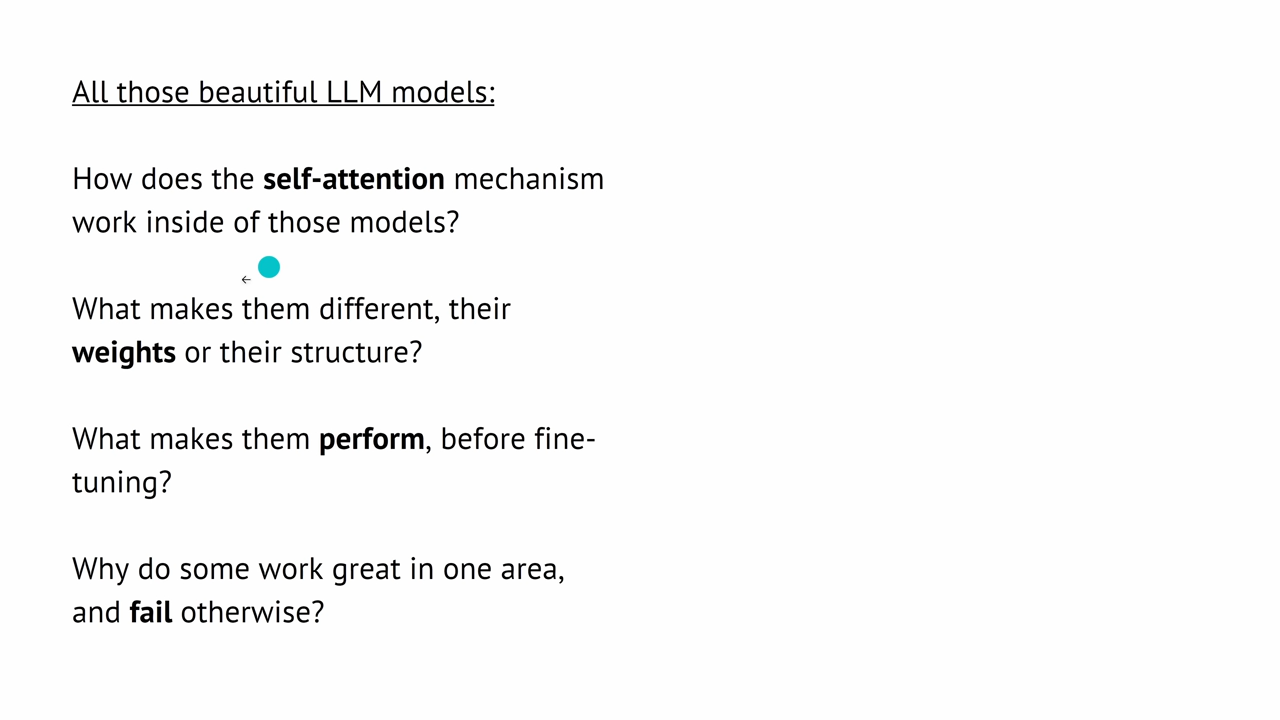 All those beautiful LLM models:
How does the self-attention mechanism
work inside of those models?
←
What makes them different, their
weights or their structure?
What makes them perform, before fine-
tuning?
Why do some work great in one area,
and fail otherwise?